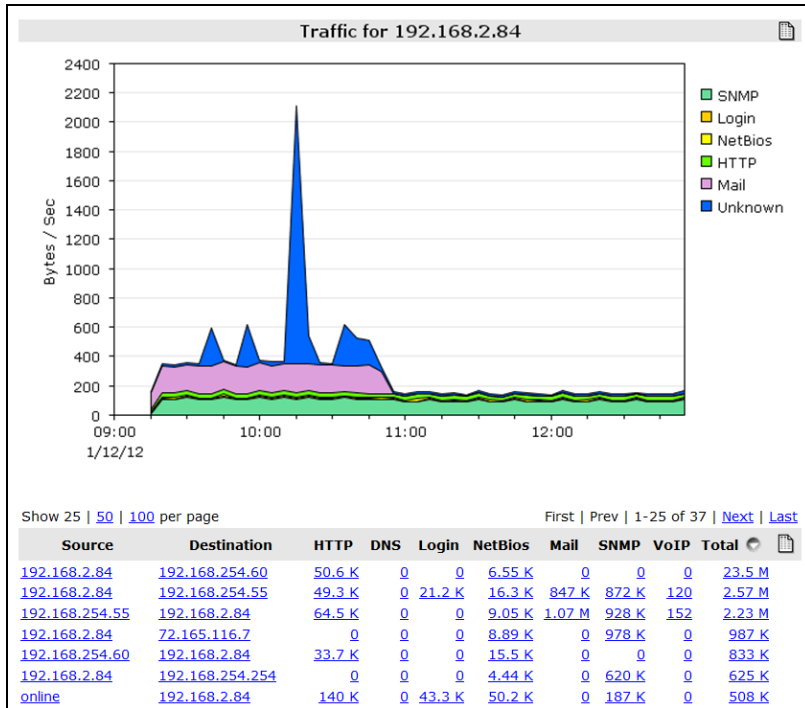 Traffic for 192.168.2.84
2400
2200
2000
1800
1600
1400
1200
1000
800
600
400
200
0
Bytes / Sec
09:00
10:00
11:00
12:00
1/12/12
SNMP
Login
NetBios
HTTP
Mail
Unknown
Show 25 | 50 | 100 per page
First | Prev | 1-25 of 37 | Next | Last
Source Destination HTTP DNS Login NetBios Mail SNMP VoIP Total
192.168.2.84 192.168.254.60 50.6 K 0 0 6.55 K 0 0 0 23.5 M
192.168.2.84 192.168.254.55 49.3 K 0 21.2 K 16.3 K 847 K 872 K 120 2.57 M
192.168.254.55 192.168.2.84 64.5 K 0 0 9.05 K 1.07 M 928 K 152 2.23 M
192.168.2.84 72.165.116.7 0 0 0 8.89 K 0 978 K 0 987 K
192.168.254.60 192.168.2.84 33.7 K 0 0 15.5 K 0 0 0 833 K
192.168.2.84 192.168.254.254 0 0 0 4.44 K 0 620 K 0 625 K
online 192.168.2.84 140 K 0 43.3 K 50.2 K 0 187 K 0 508 K